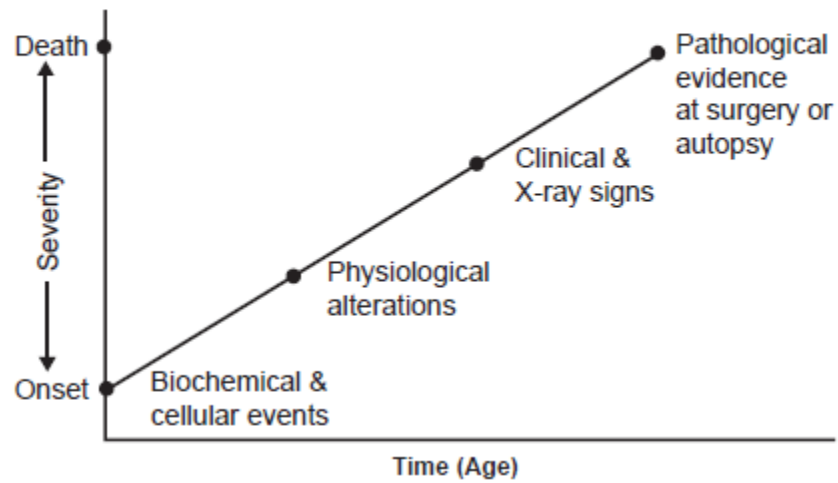 Death
Severity
Onset
Pathological
evidence
at surgery or
autopsy
Clinical &
X-ray signs
Physiological
alterations
Biochemical &
cellular events
Time (Age)